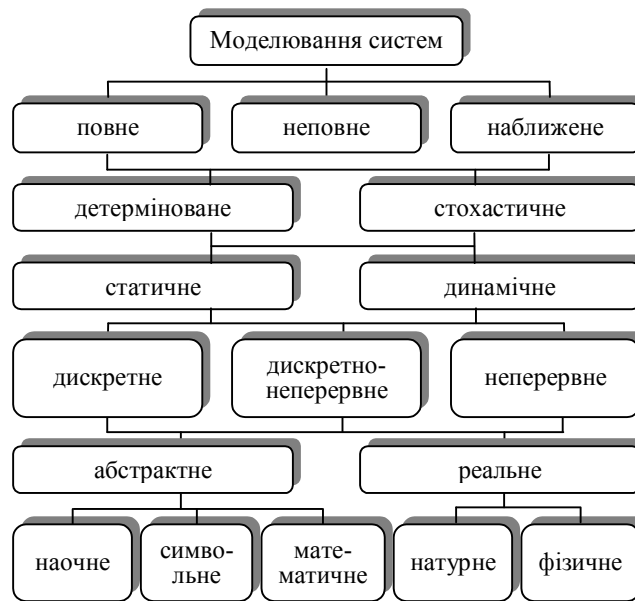 Моделювання систем
повне
неповне
наближене
детерміноване
стохастичне
статичне
динамічне
дискретне
дискретно-
неперервне
неперервне
абстрактне
реальне
наочне
симво-
льне
мате-
матичне
натурне
фізичне